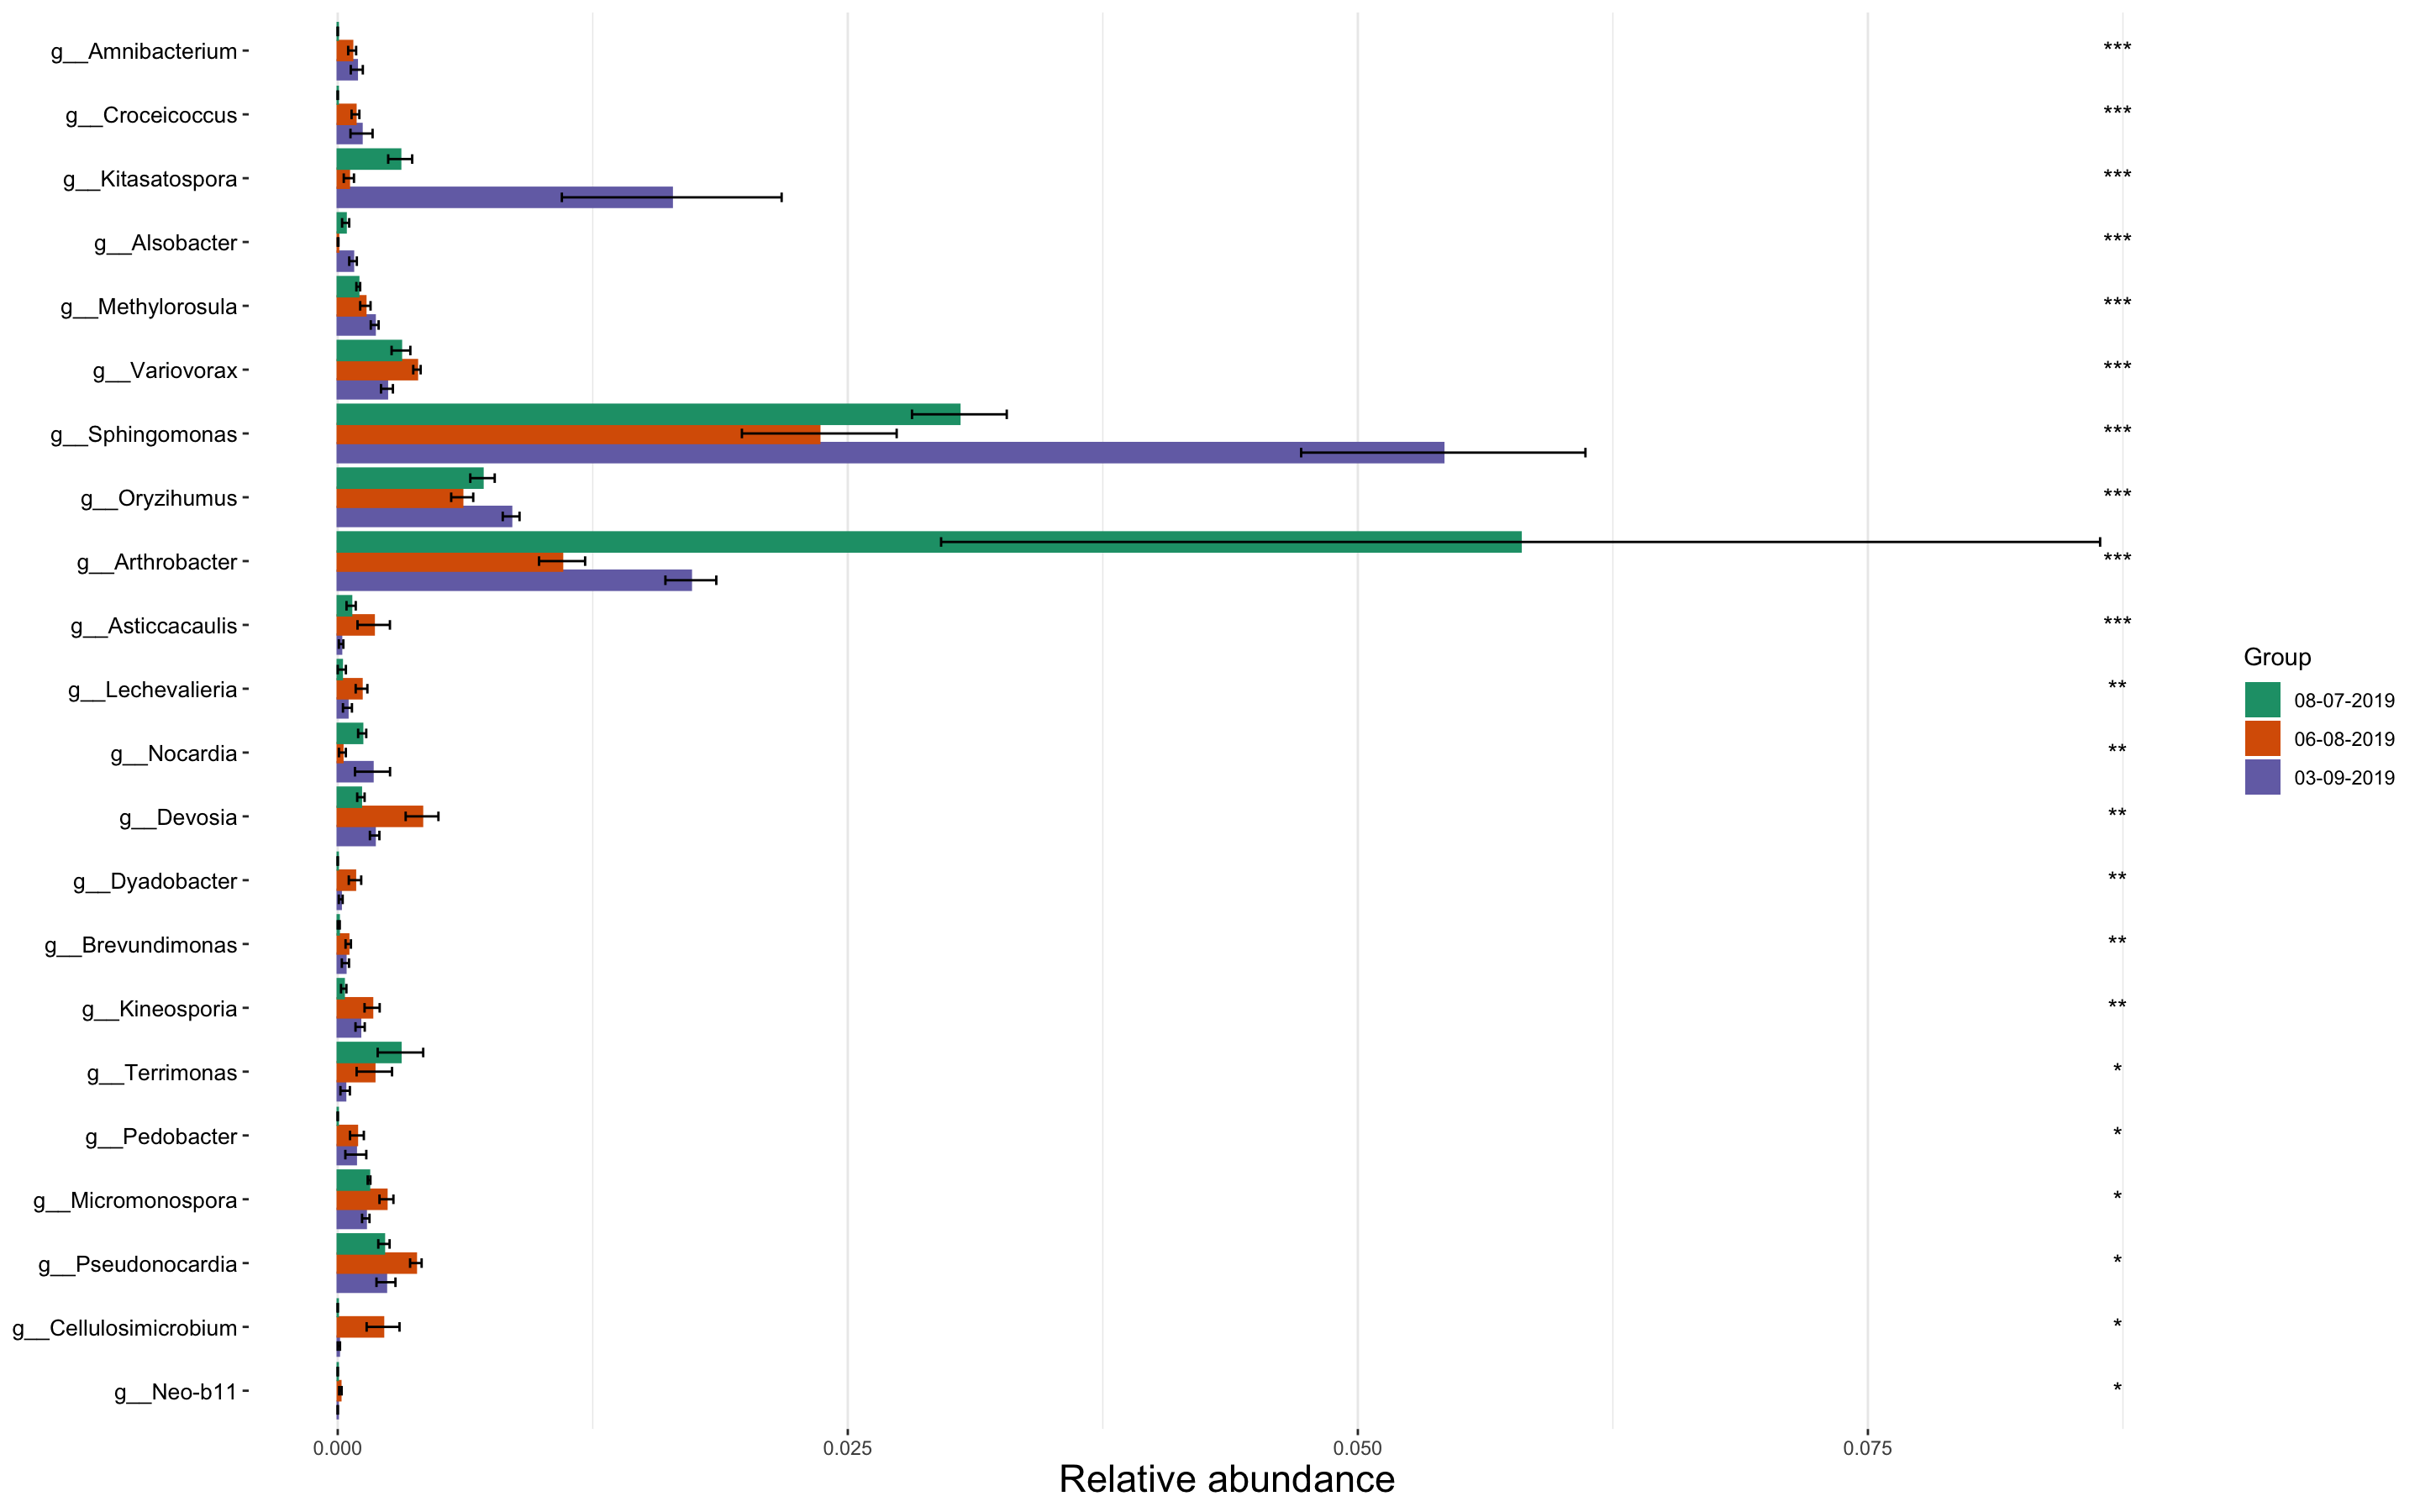 g__Amnibacterium ***
g__Croceicoccus ***
g__Kitasatospora ***
g__Alsobacter ***
g__Methylorosula ***
g__Variovorax ***
g__Sphingomonas ***
g__Oryzihumus ***
g__Arthrobacter ***
g__Asticcacaulis ***
g__Lechevalieria **
g__Nocardia **
g__Devosia **
g__Dyadobacter **
g__Brevundimonas **
g__Kineosporia **
g__Terrimonas *
g__Pedobacter *
g__Micromonospora *
g__Pseudonocardia *
g__Cellulosimicrobium *
g__Neo-b11 *
0.000 0.025 0.050 0.075
Relative abundance
Group
08-07-2019
06-08-2019
03-09-2019